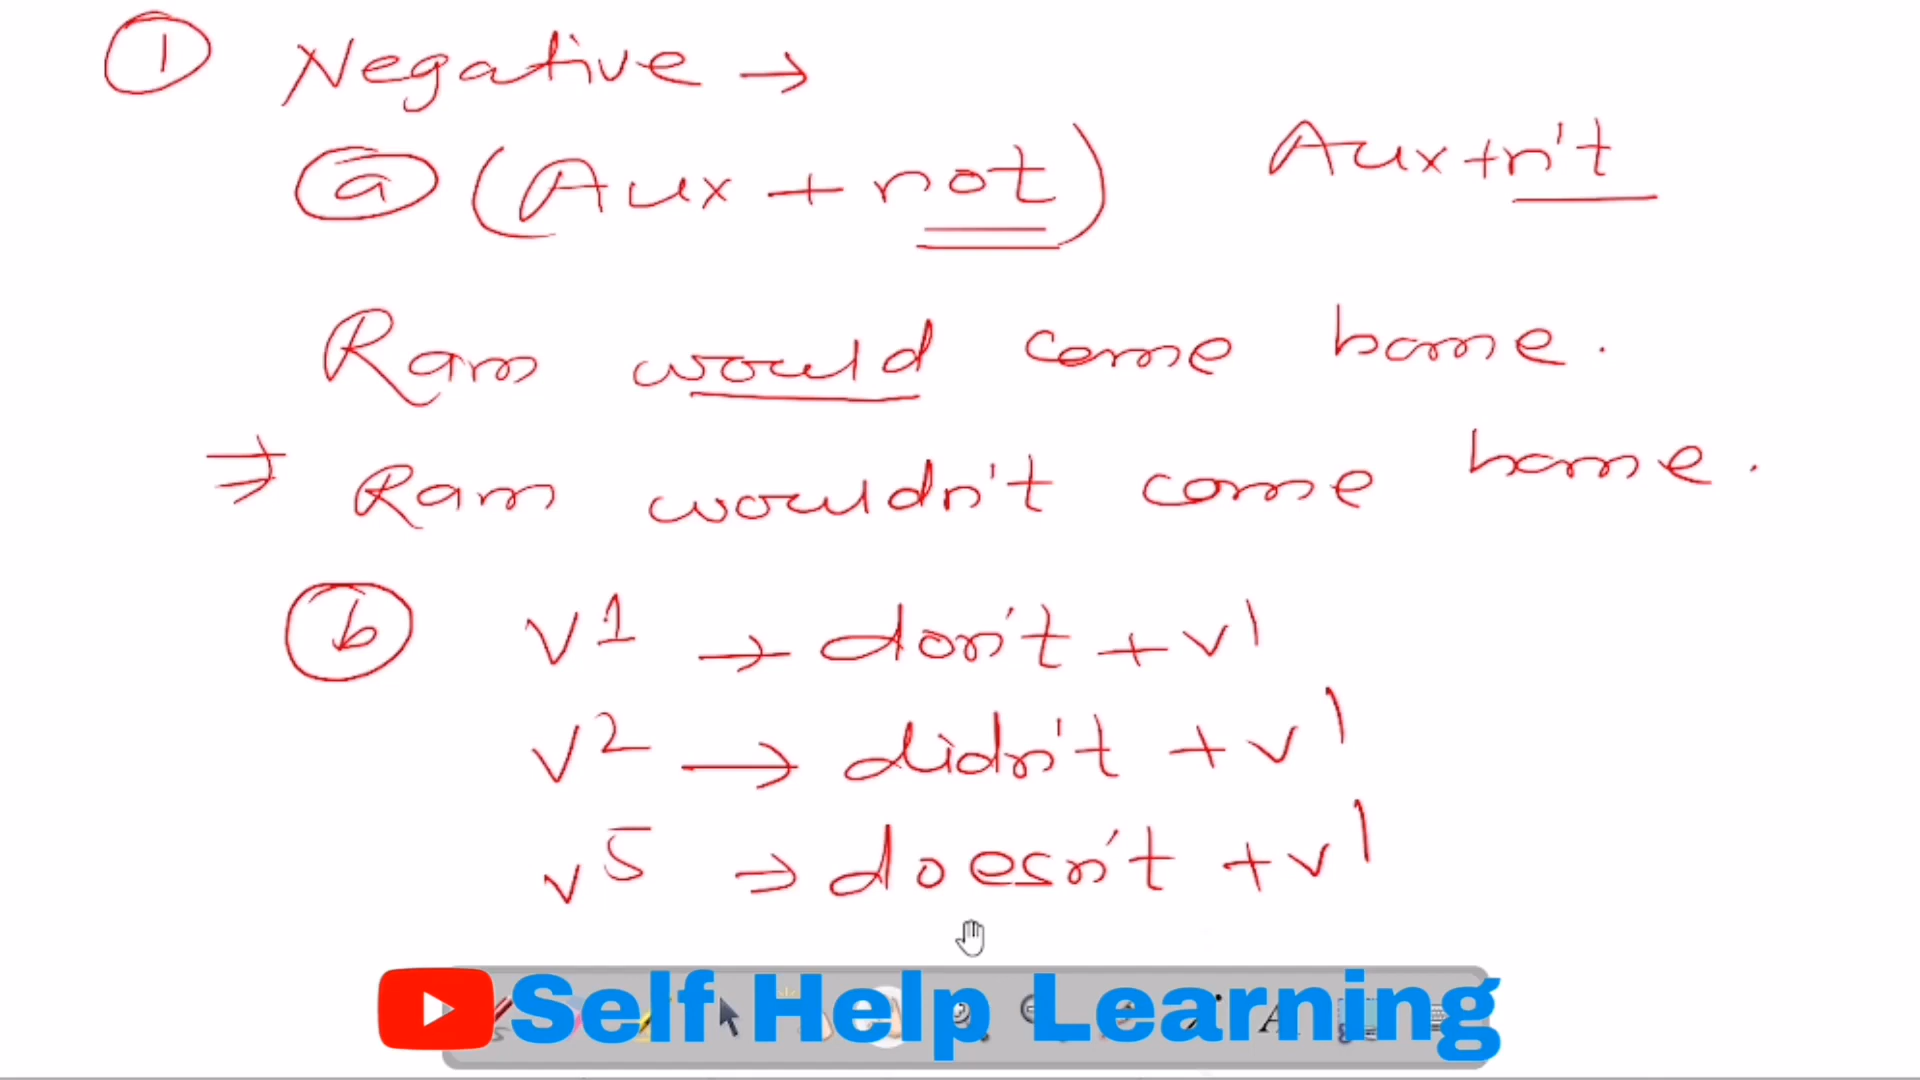 ① Negative →
ⓐ (Aux + not) Aux+n't
Ram would come home.
⇒ Ram wouldn't come home.
ⓑ v1 → don't + v1
v2 → didn't + v1
v5 → doesn't + v1
Self Help Learning